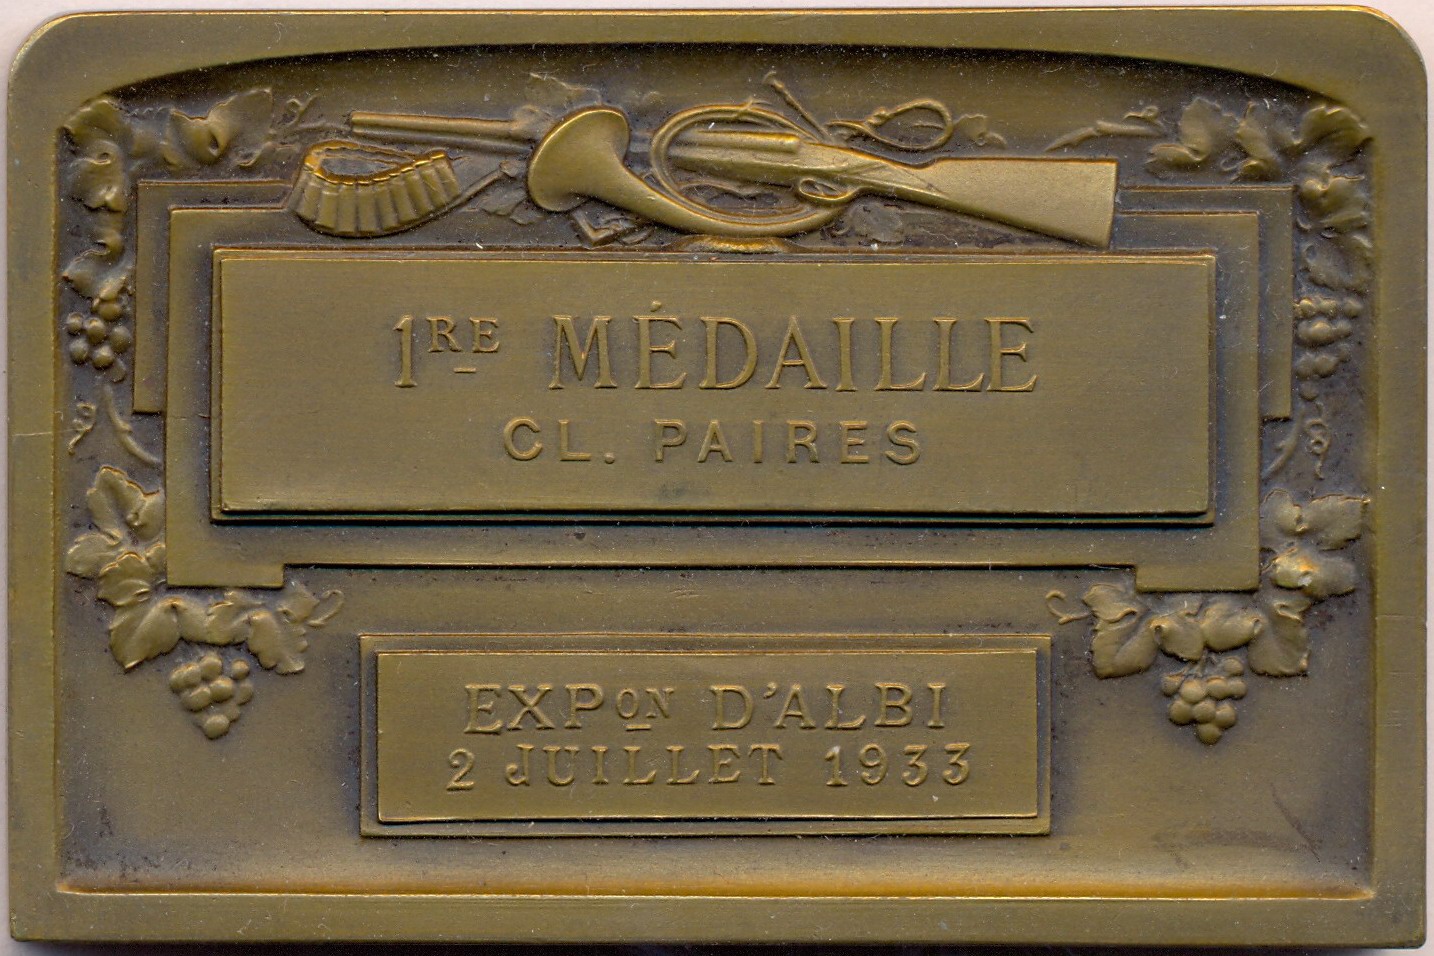 1RE MÉDAILLE
CL. PAIRES
EXPON D'ALBI
2 JUILLET 1933